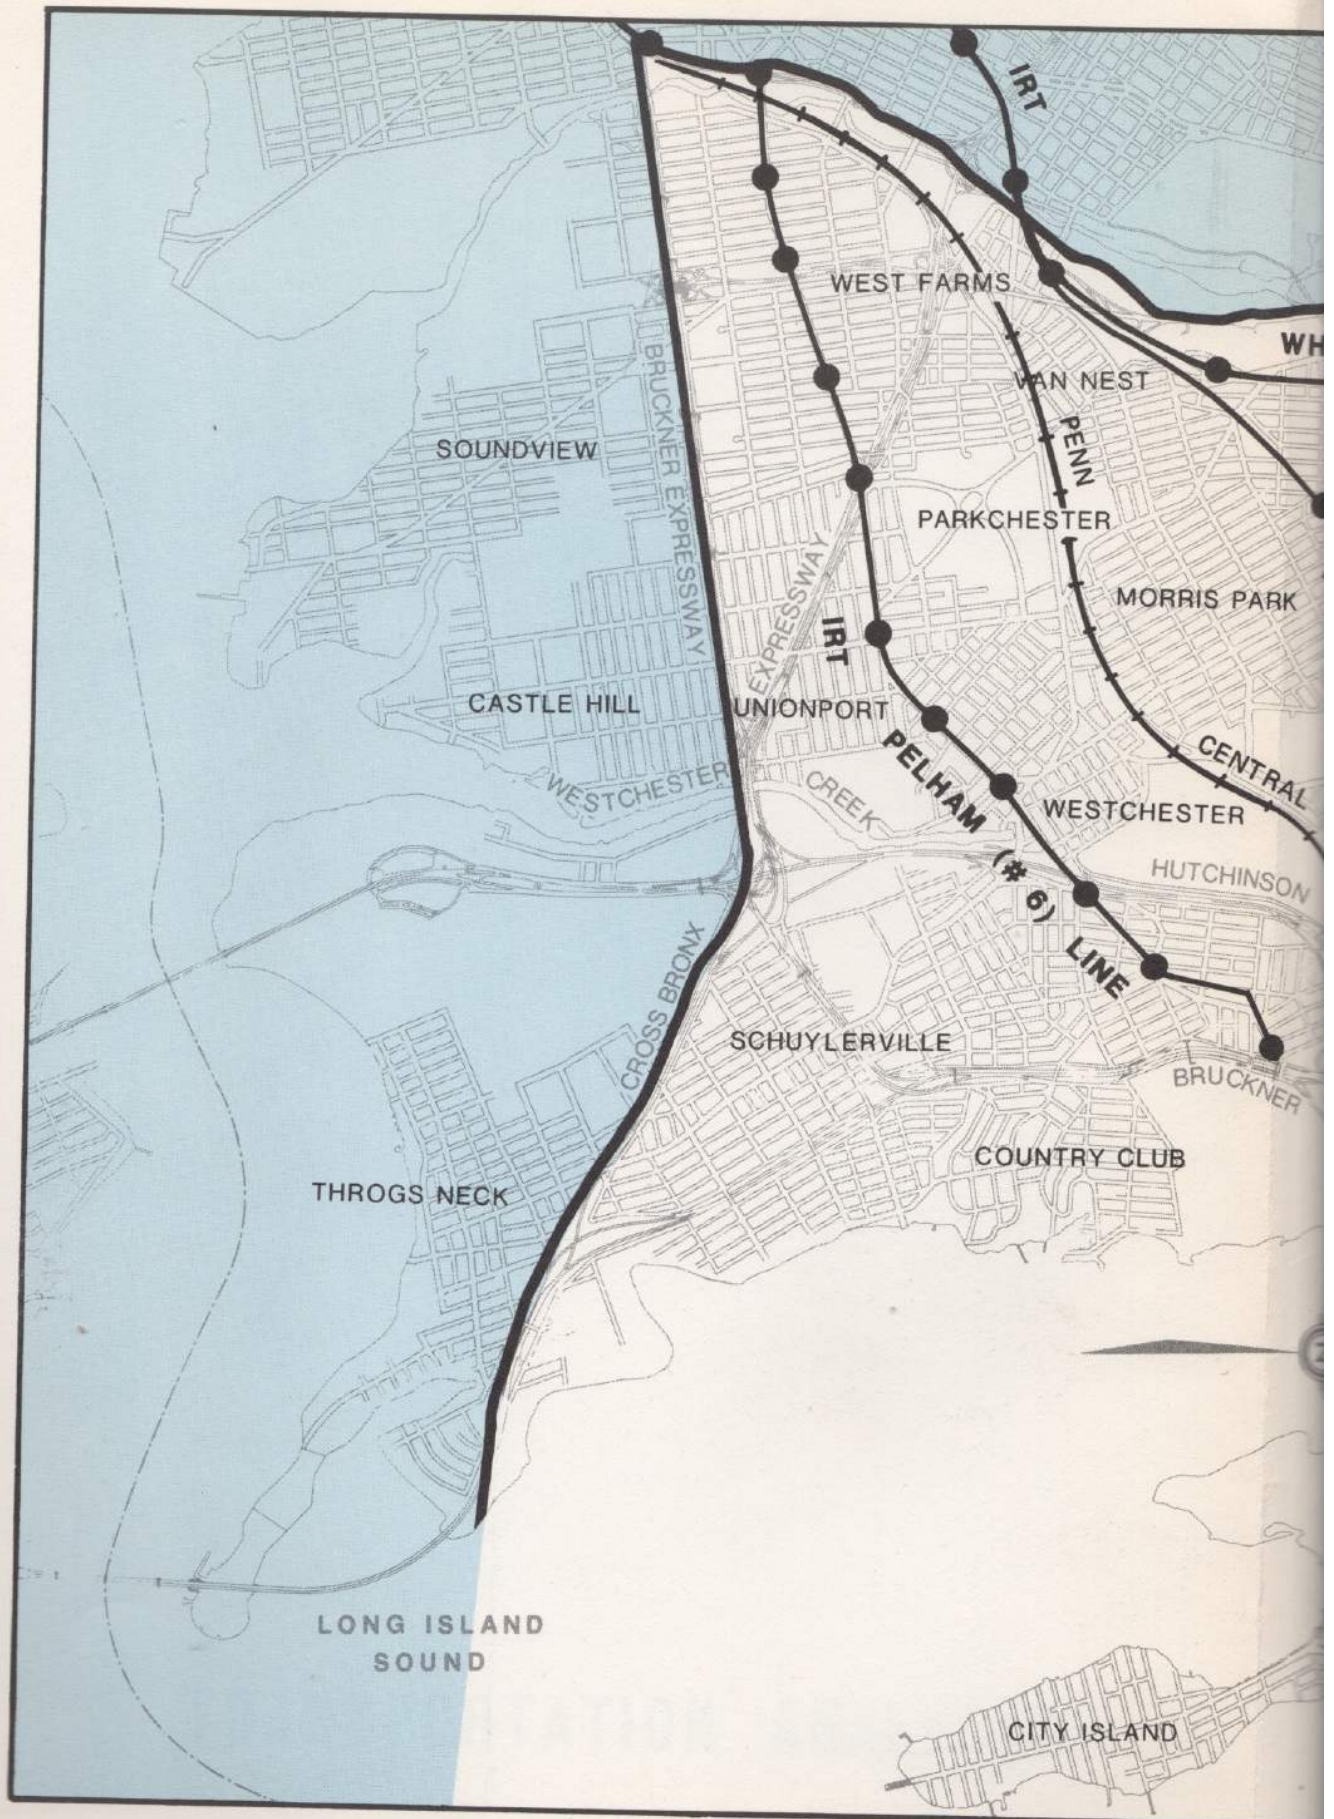 IRT
WEST FARMS
WH
VAN NEST
BRUCKNER EXPRESSWAY
SOUNDVIEW
PENN
PARKCHESTER
EXPRESSWAY
MORRIS PARK
IRT
CASTLE HILL
UNIONPORT
PELHAM (# 6) LINE
CENTRAL
WESTCHESTER
CREEK
WESTCHESTER
HUTCHINSON
CROSS BRONX
SCHUYLERVILLE
BRUCKNER
COUNTRY CLUB
THROGS NECK
LONG ISLAND
SOUND
CITY ISLAND